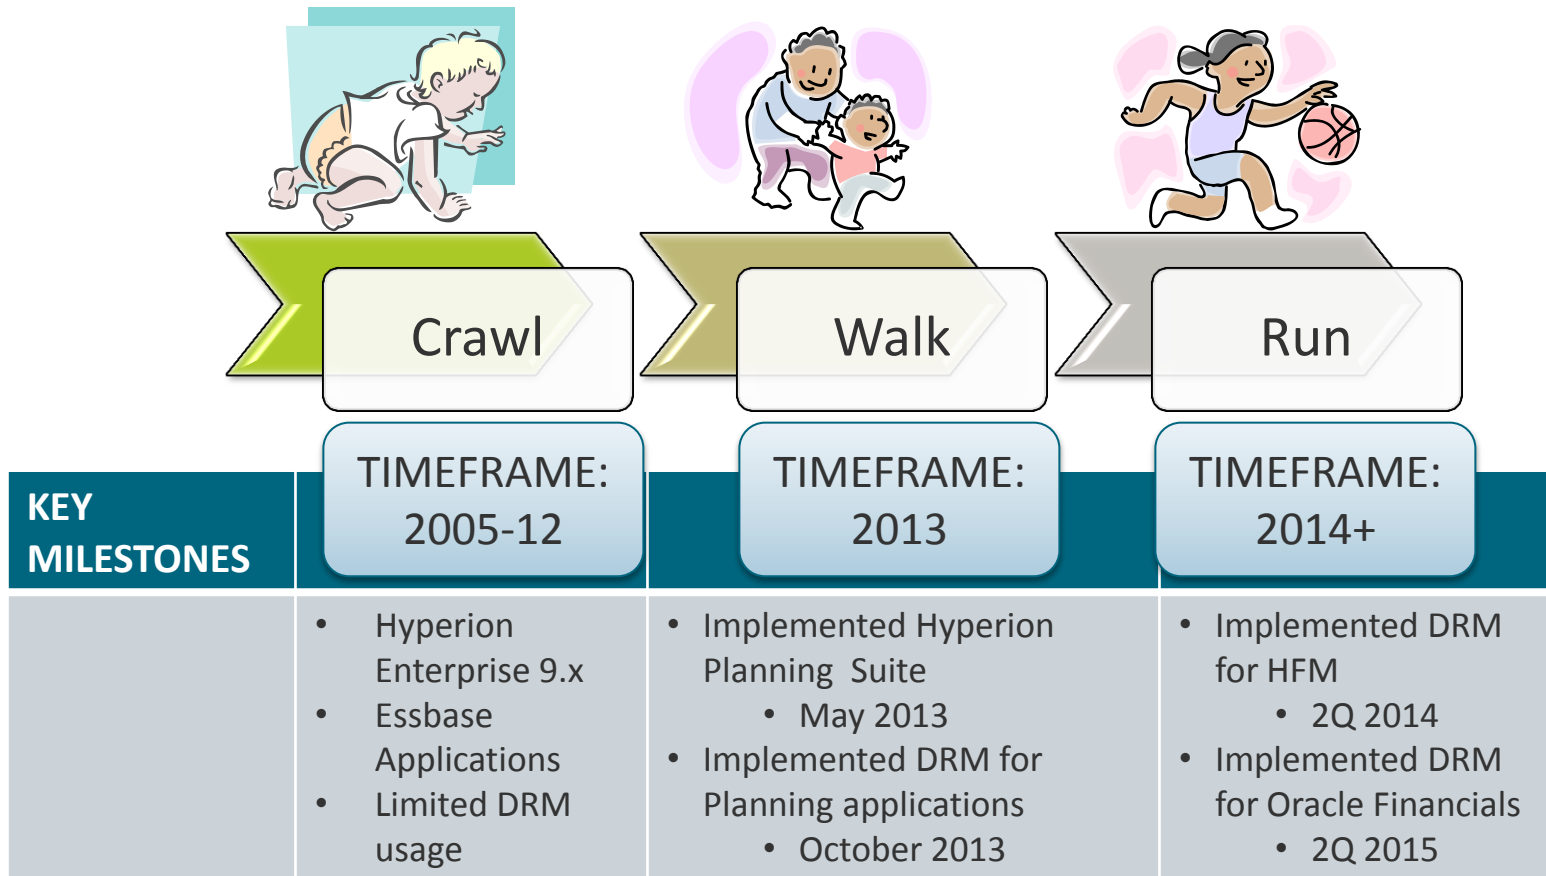 Crawl
Walk
Run
TIMEFRAME:
2005-12
TIMEFRAME:
2013
TIMEFRAME:
2014+
KEY
MILESTONES
• Hyperion
Enterprise 9.x
• Essbase
Applications
• Limited DRM
usage
• Implemented Hyperion
Planning Suite
• May 2013
• Implemented DRM for
Planning applications
• October 2013
• Implemented DRM
for HFM
• 2Q 2014
• Implemented DRM
for Oracle Financials
• 2Q 2015